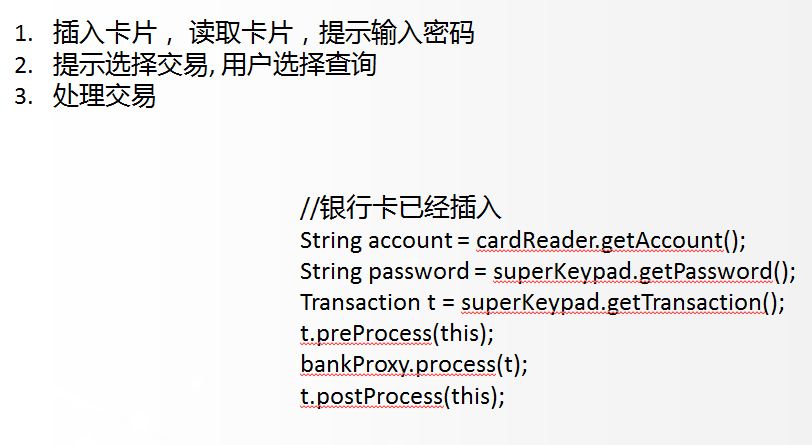 1. 插入卡片 ， 读取卡片，提示输入密码
2. 提示选择交易, 用户选择查询
3. 处理交易
//银行卡已经插入
String account = cardReader.getAccount();
String password = superKeypad.getPassword();
Transaction t = superKeypad.getTransaction();
t.preProcess(this);
bankProxy.process(t);
t.postProcess(this);